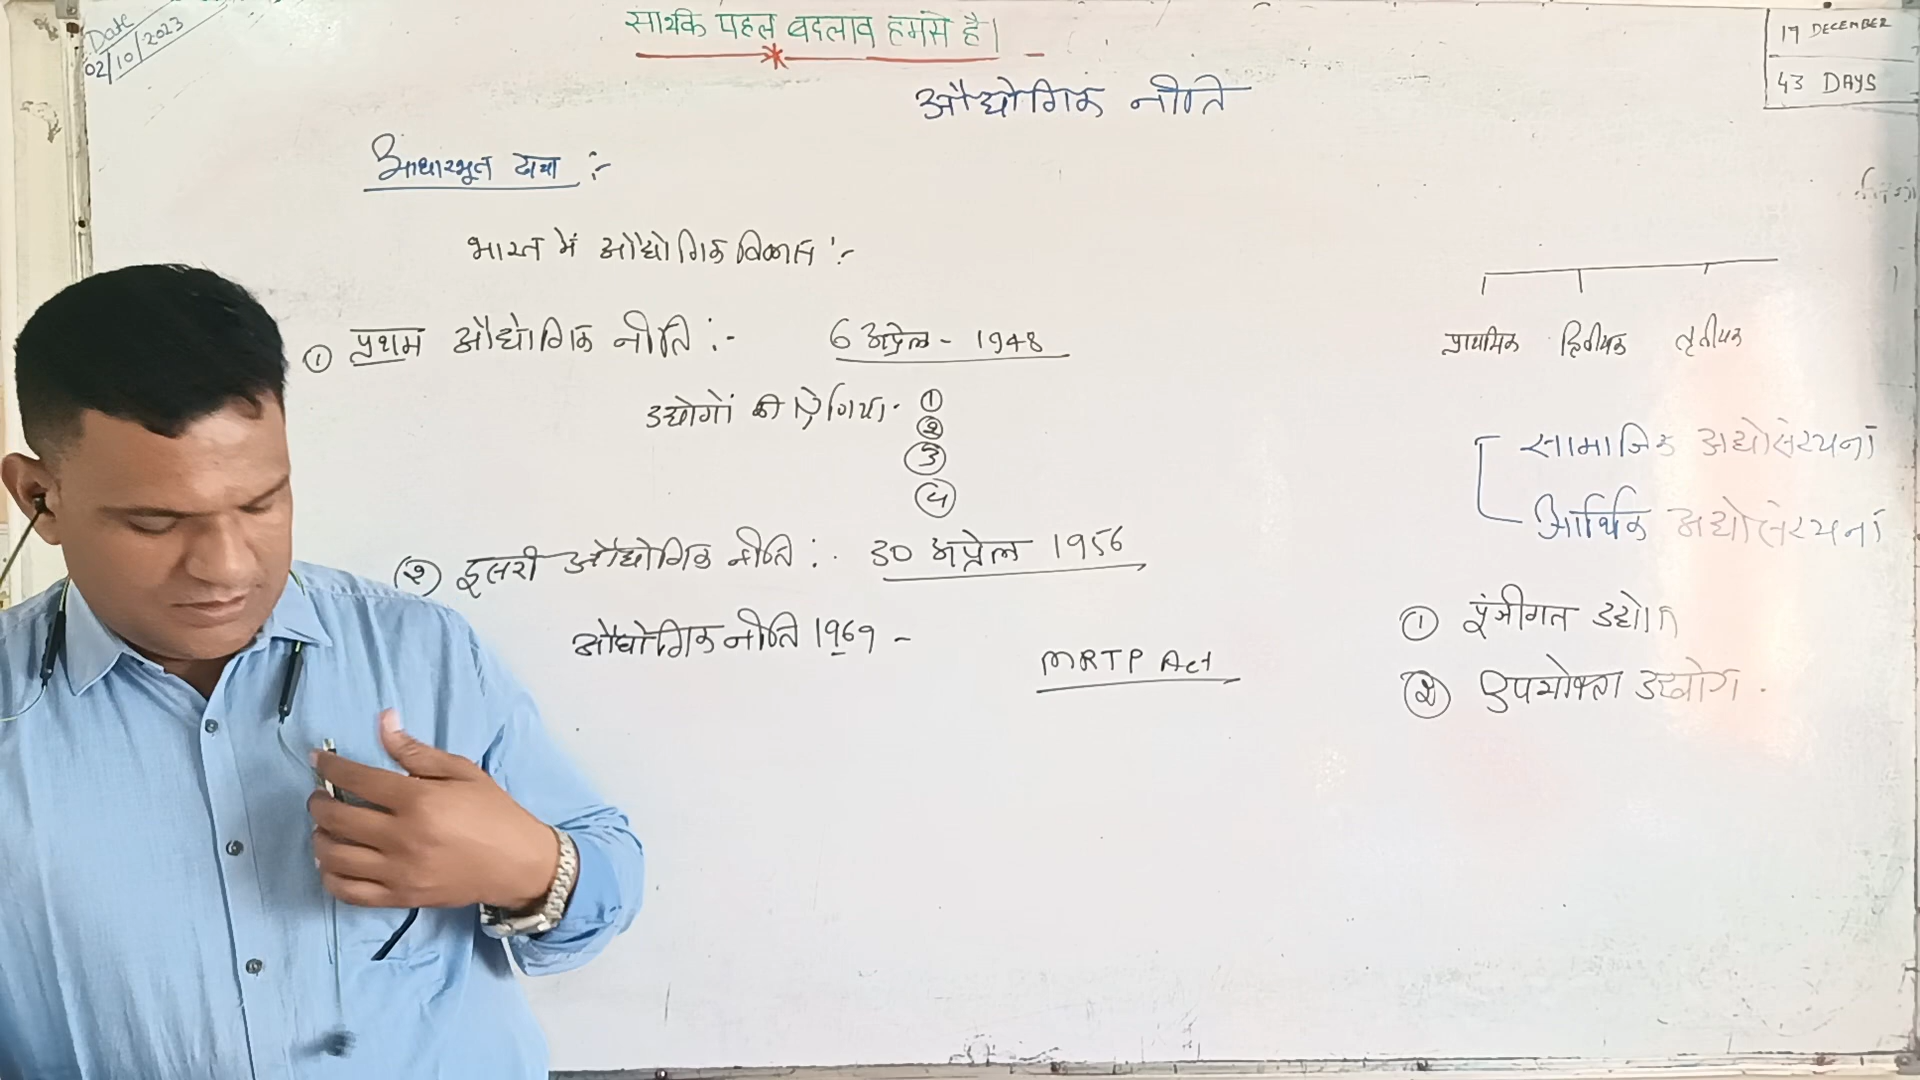 Date
02/10/2023
सार्थक पहल बदलाव हमसे है।
17 DECEMBER
43 DAYS
औद्योगिक नीति
आधारभूत ढाचा :-
भारत में औद्योगिक विकास :-
① प्रथम औद्योगिक नीति :- 6 अप्रेल - 1948
उद्योगों की श्रेणिया -
①
②
③
④
② दूसरी औद्योगिक नीति :- 30 अप्रेल 1956
औद्योगिक नीति 1969 -
MRTP Act
प्राथमिक द्वितीयक तृतीयक
सामाजिक अद्योसंरचनां
आर्थिक अद्योसंरचनां
① पूंजीगत उद्योग
② उपभोक्ता उद्योग .